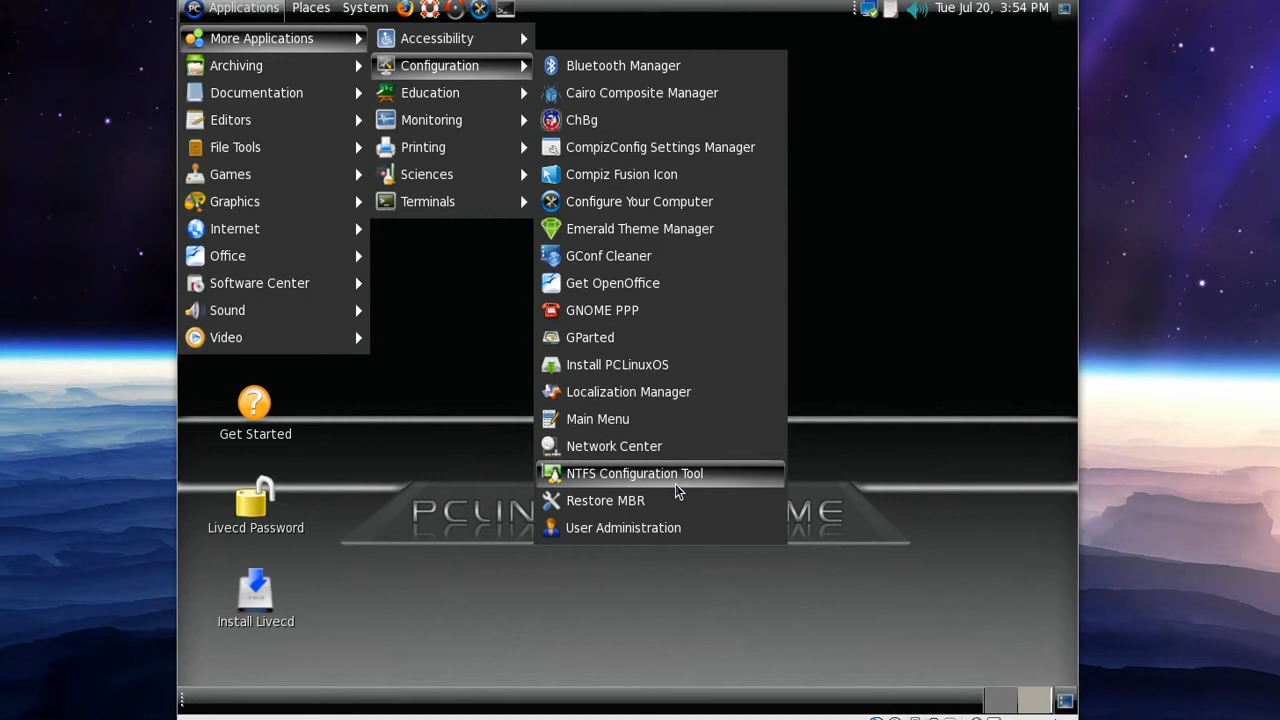 Applications Places System Tue Jul 20, 3:54 PM
More Applications
Archiving
Documentation
Editors
File Tools
Games
Graphics
Internet
Office
Software Center
Sound
Video
Accessibility
Configuration
Education
Monitoring
Printing
Sciences
Terminals
Bluetooth Manager
Cairo Composite Manager
ChBg
CompizConfig Settings Manager
Compiz Fusion Icon
Configure Your Computer
Emerald Theme Manager
GConf Cleaner
Get OpenOffice
GNOME PPP
GParted
Install PCLinuxOS
Localization Manager
Main Menu
Network Center
NTFS Configuration Tool
Restore MBR
User Administration
Get Started
Livecd Password
Install Livecd